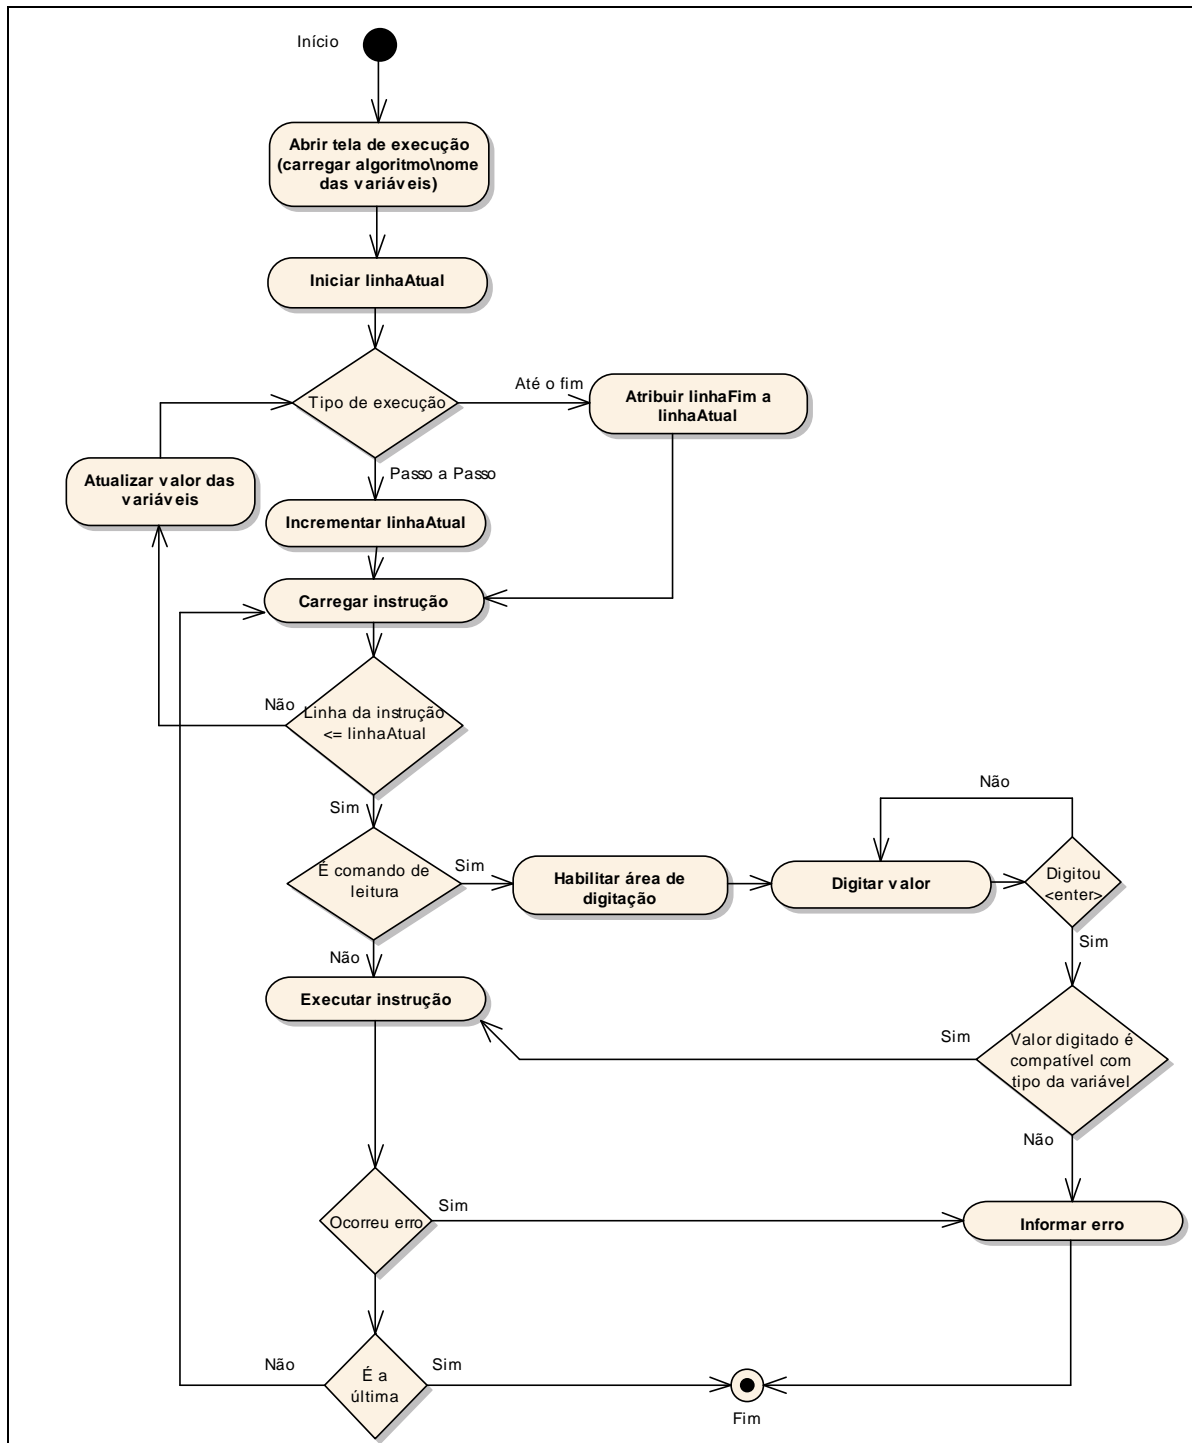 Início
Abrir tela de execução
(carregar algoritmo\nome
das variáveis)
Iniciar linhaAtual
Tipo de execução
Até o fim
Atribuir linhaFim a
linhaAtual
Passo a Passo
Atualizar valor das
variáveis
Incrementar linhaAtual
Carregar instrução
Não
Linha da instrução
<= linhaAtual
Sim
É comando de
leitura
Sim
Habilitar área de
digitação
Digitar valor
Não
Digitou
<enter>
Sim
Não
Executar instrução
Sim
Valor digitado é
compatível com
tipo da variável
Não
Ocorreu erro
Sim
Informar erro
Não
É a
última
Sim
Fim